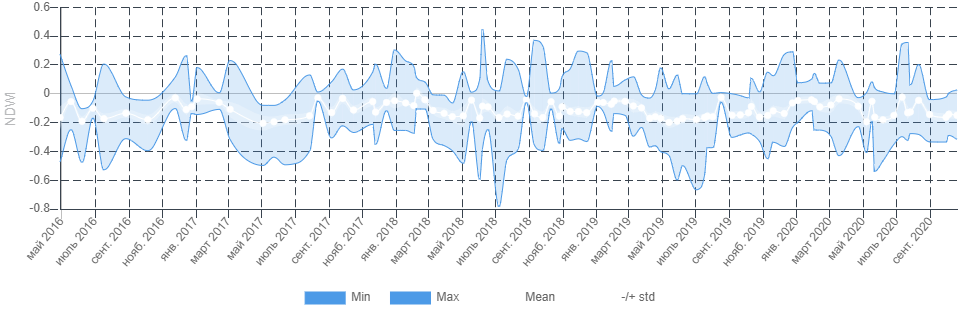 0.6
0.4
0.2
0
-0.2
-0.4
-0.6
-0.8
NDWI
май 2016
июль 2016
сент. 2016
нояб. 2016
янв. 2017
март 2017
май 2017
июль 2017
сент. 2017
нояб. 2017
янв. 2018
март 2018
май 2018
июль 2018
сент. 2018
нояб. 2018
янв. 2019
март 2019
май 2019
июль 2019
сент. 2019
нояб. 2019
янв. 2020
март 2020
май 2020
июль 2020
сент. 2020
Min Max Mean -/+ std